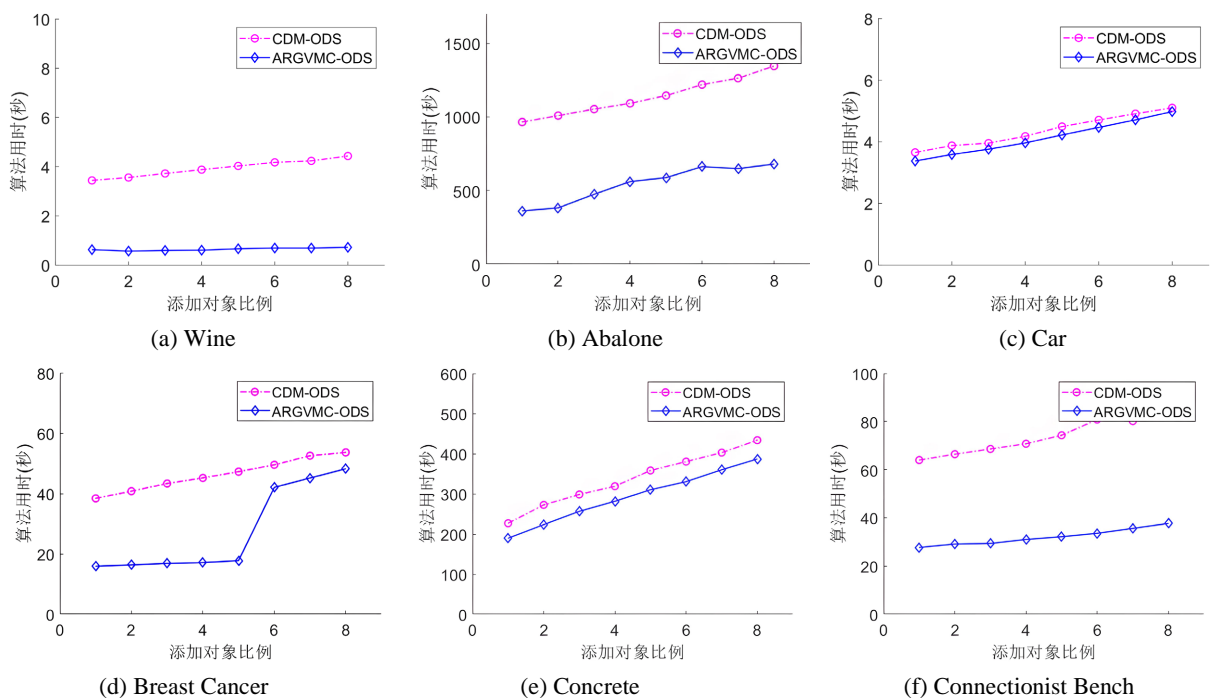 10
8
6
4
2
0
算法用时(秒)
CDM-ODS
ARGVMC-ODS
0 2 4 6 8
添加对象比例
(a) Wine
1500
1000
500
0
算法用时(秒)
CDM-ODS
ARGVMC-ODS
0 2 4 6 8
添加对象比例
(b) Abalone
8
6
4
2
0
算法用时(秒)
CDM-ODS
ARGVMC-ODS
0 2 4 6 8
添加对象比例
(c) Car
80
60
40
20
0
算法用时(秒)
CDM-ODS
ARGVMC-ODS
0 2 4 6 8
添加对象比例
(d) Breast Cancer
600
500
400
300
200
100
0
算法用时(秒)
CDM-ODS
ARGVMC-ODS
0 2 4 6 8
添加对象比例
(e) Concrete
100
80
60
40
20
0
算法用时(秒)
CDM-ODS
ARGVMC-ODS
0 2 4 6 8
添加对象比例
(f) Connectionist Bench